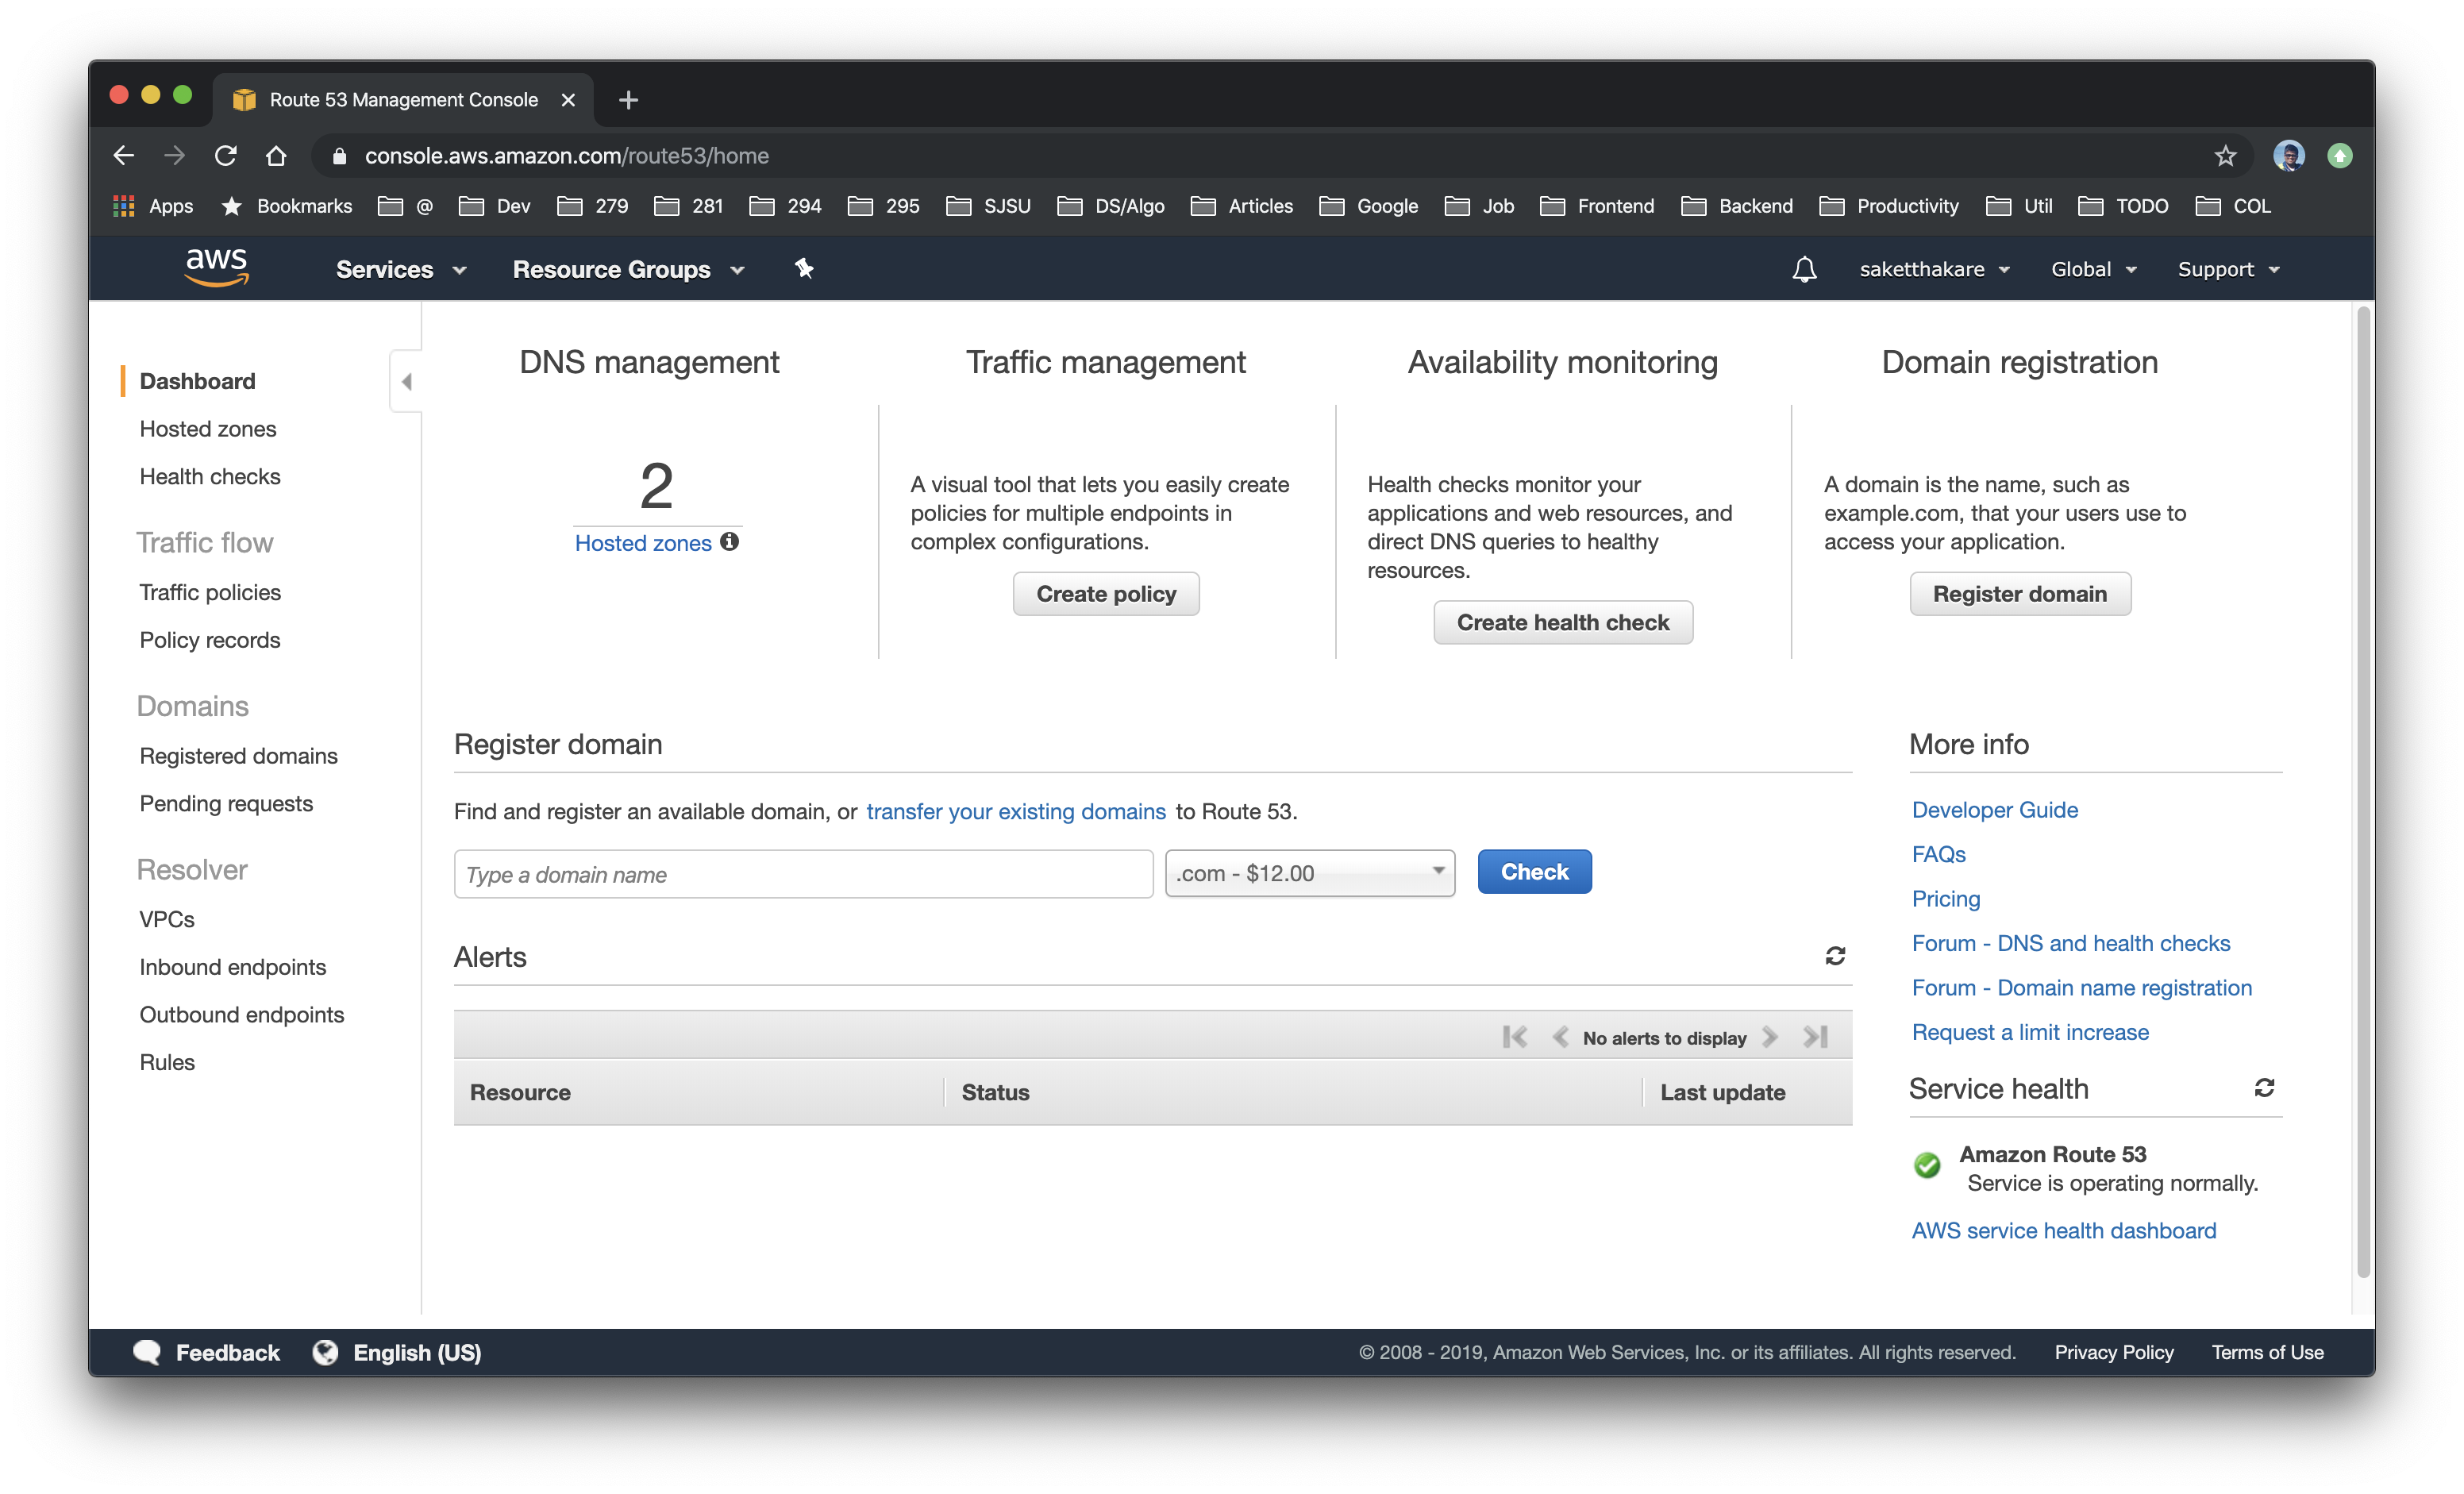 Route 53 Management Console
console.aws.amazon.com/route53/home
Apps Bookmarks @ Dev 279 281 294 295 SJSU DS/Algo Articles Google Job Frontend Backend Productivity Util TODO COL
aws Services Resource Groups saketthakare Global Support
Dashboard
Hosted zones
Health checks
Traffic flow
Traffic policies
Policy records
Domains
Registered domains
Pending requests
Resolver
VPCs
Inbound endpoints
Outbound endpoints
Rules
DNS management
2
Hosted zones
Traffic management
A visual tool that lets you easily create
policies for multiple endpoints in
complex configurations.
Create policy
Availability monitoring
Health checks monitor your
applications and web resources, and
direct DNS queries to healthy
resources.
Create health check
Domain registration
A domain is the name, such as
example.com, that your users use to
access your application.
Register domain
Register domain
Find and register an available domain, or transfer your existing domains to Route 53.
Type a domain name .com - $12.00 Check
Alerts
No alerts to display
Resource Status Last update
More info
Developer Guide
FAQs
Pricing
Forum - DNS and health checks
Forum - Domain name registration
Request a limit increase
Service health
Amazon Route 53
Service is operating normally.
AWS service health dashboard
Feedback English (US) © 2008 - 2019, Amazon Web Services, Inc. or its affiliates. All rights reserved. Privacy Policy Terms of Use